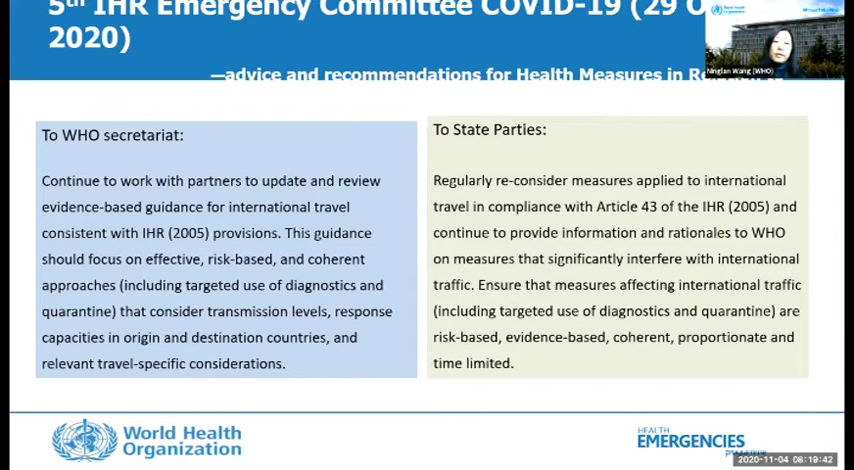 5th IHR Emergency Committee COVID-19 (29 O
2020)
—advice and recommendations for Health Measures in
World Health
Organization
Ningfan Wang (WHO)
To WHO secretariat:
Continue to work with partners to update and review
evidence-based guidance for international travel
consistent with IHR (2005) provisions. This guidance
should focus on effective, risk-based, and coherent
approaches (including targeted use of diagnostics and
quarantine) that consider transmission levels, response
capacities in origin and destination countries, and
relevant travel-specific considerations.
To State Parties:
Regularly re-consider measures applied to international
travel in compliance with Article 43 of the IHR (2005) and
continue to provide information and rationales to WHO
on measures that significantly interfere with international
traffic. Ensure that measures affecting international traffic
(including targeted use of diagnostics and quarantine) are
risk-based, evidence-based, coherent, proportionate and
time limited.
World Health
Organization
HEALTH
EMERGENCIES
2020-11-04 08:19:42